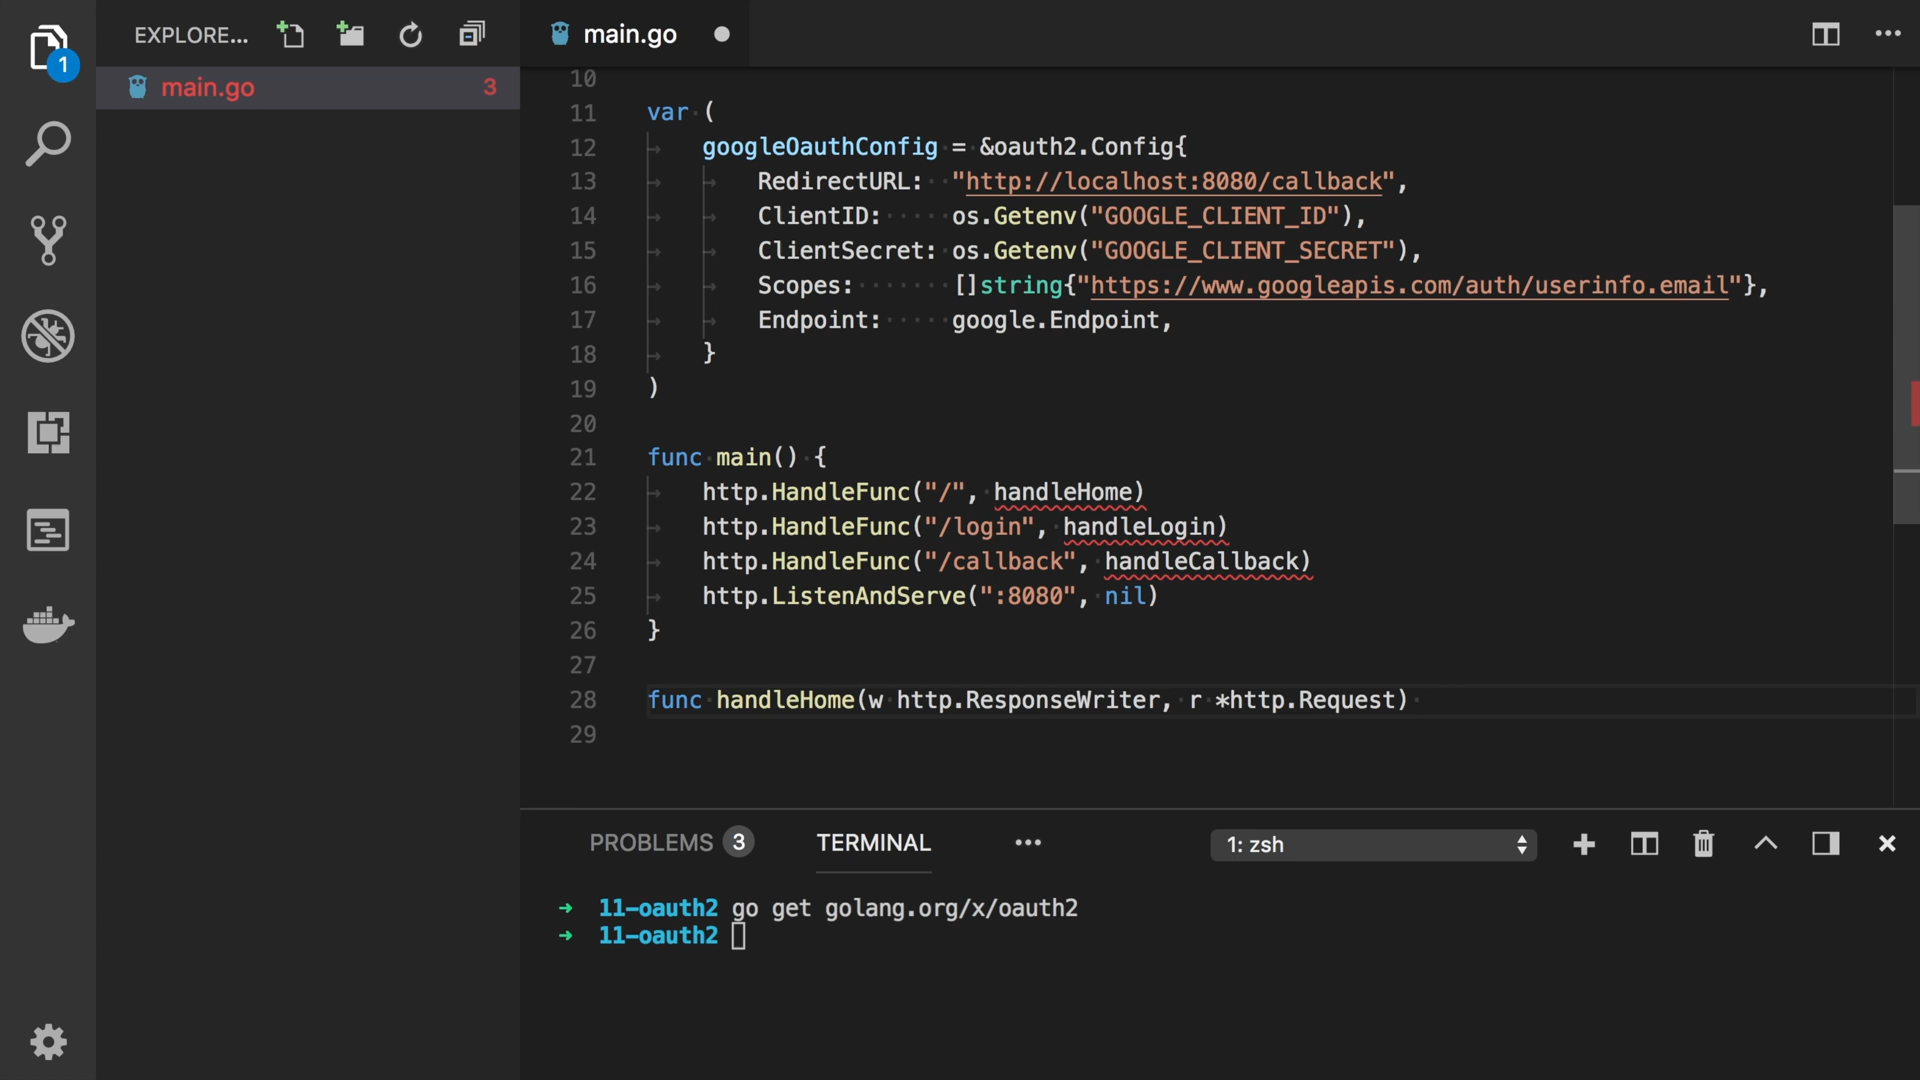 EXPLORE...
main.go
1
main.go 3
10
11 var (
12 googleOauthConfig = &oauth2.Config{
13 RedirectURL: "http://localhost:8080/callback",
14 ClientID: os.Getenv("GOOGLE_CLIENT_ID"),
15 ClientSecret: os.Getenv("GOOGLE_CLIENT_SECRET"),
16 Scopes: []string{"https://www.googleapis.com/auth/userinfo.email"},
17 Endpoint: google.Endpoint,
18 }
19 )
20
21 func main() {
22 http.HandleFunc("/", handleHome)
23 http.HandleFunc("/login", handleLogin)
24 http.HandleFunc("/callback", handleCallback)
25 http.ListenAndServe(":8080", nil)
26 }
27
28 func handleHome(w http.ResponseWriter, r *http.Request)
29
PROBLEMS 3 TERMINAL ••• 1: zsh
➜ 11-oauth2 go get golang.org/x/oauth2
➜ 11-oauth2